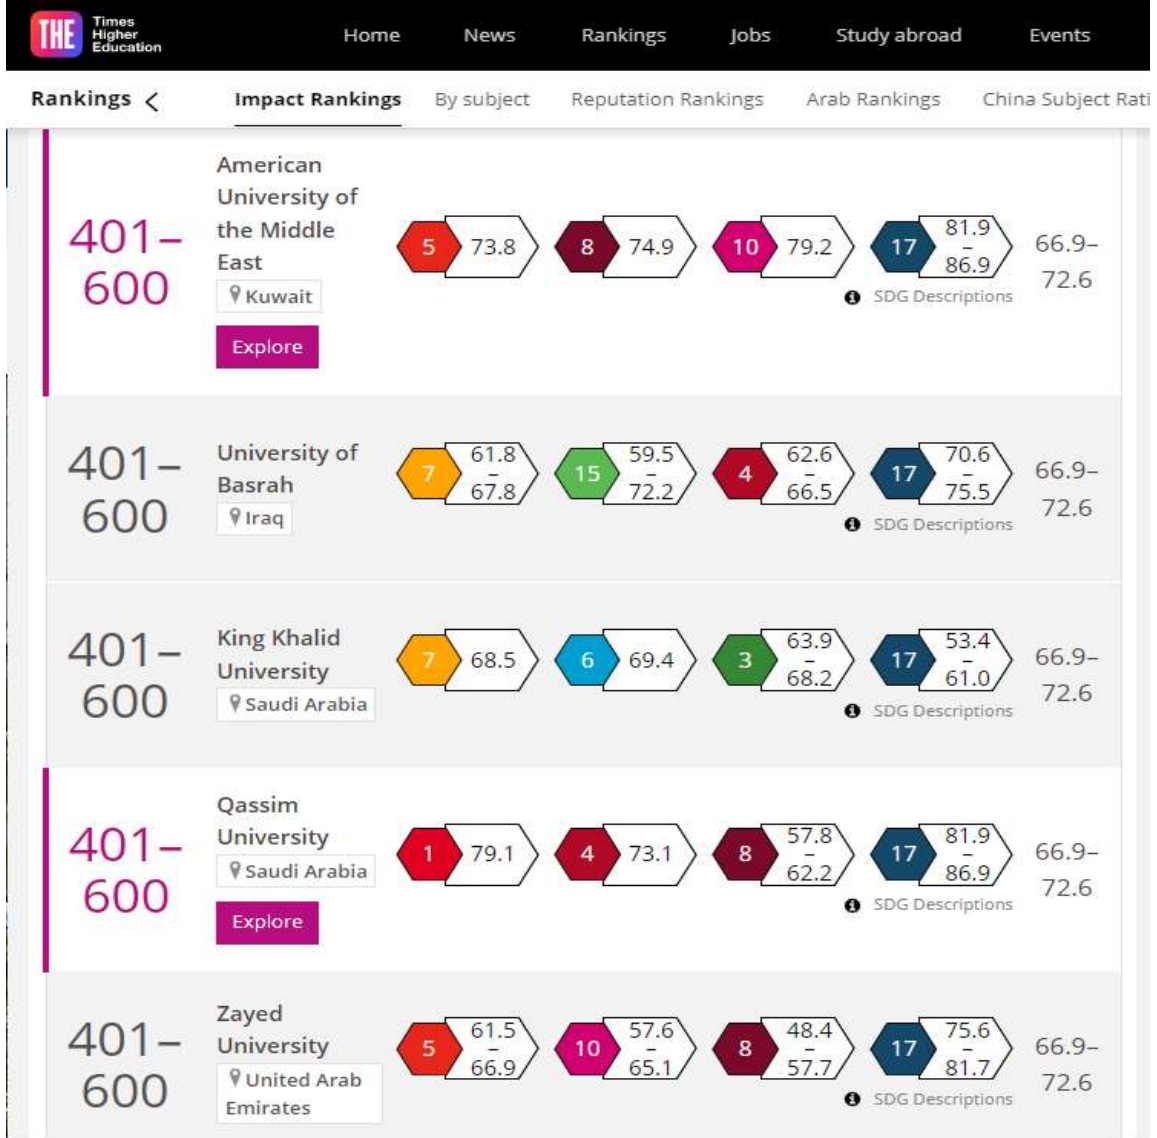 THE
Times
Higher
Education
Home News Rankings Jobs Study abroad Events
Rankings Impact Rankings By subject Reputation Rankings Arab Rankings China Subject Rati
401–
600
American
University of
the Middle
East
Kuwait
Explore
5 73.8
8 74.9
10 79.2
17 81.9
–
86.9
SDG Descriptions
66.9–
72.6
401–
600
University of
Basrah
Iraq
7 61.8
–
67.8
15 59.5
–
72.2
4 62.6
–
66.5
17 70.6
–
75.5
SDG Descriptions
66.9–
72.6
401–
600
King Khalid
University
Saudi Arabia
7 68.5
6 69.4
3 63.9
–
68.2
17 53.4
–
61.0
SDG Descriptions
66.9–
72.6
401–
600
Qassim
University
Saudi Arabia
Explore
1 79.1
4 73.1
8 57.8
–
62.2
17 81.9
–
86.9
SDG Descriptions
66.9–
72.6
401–
600
Zayed
University
United Arab
Emirates
5 61.5
–
66.9
10 57.6
–
65.1
8 48.4
–
57.7
17 75.6
–
81.7
SDG Descriptions
66.9–
72.6